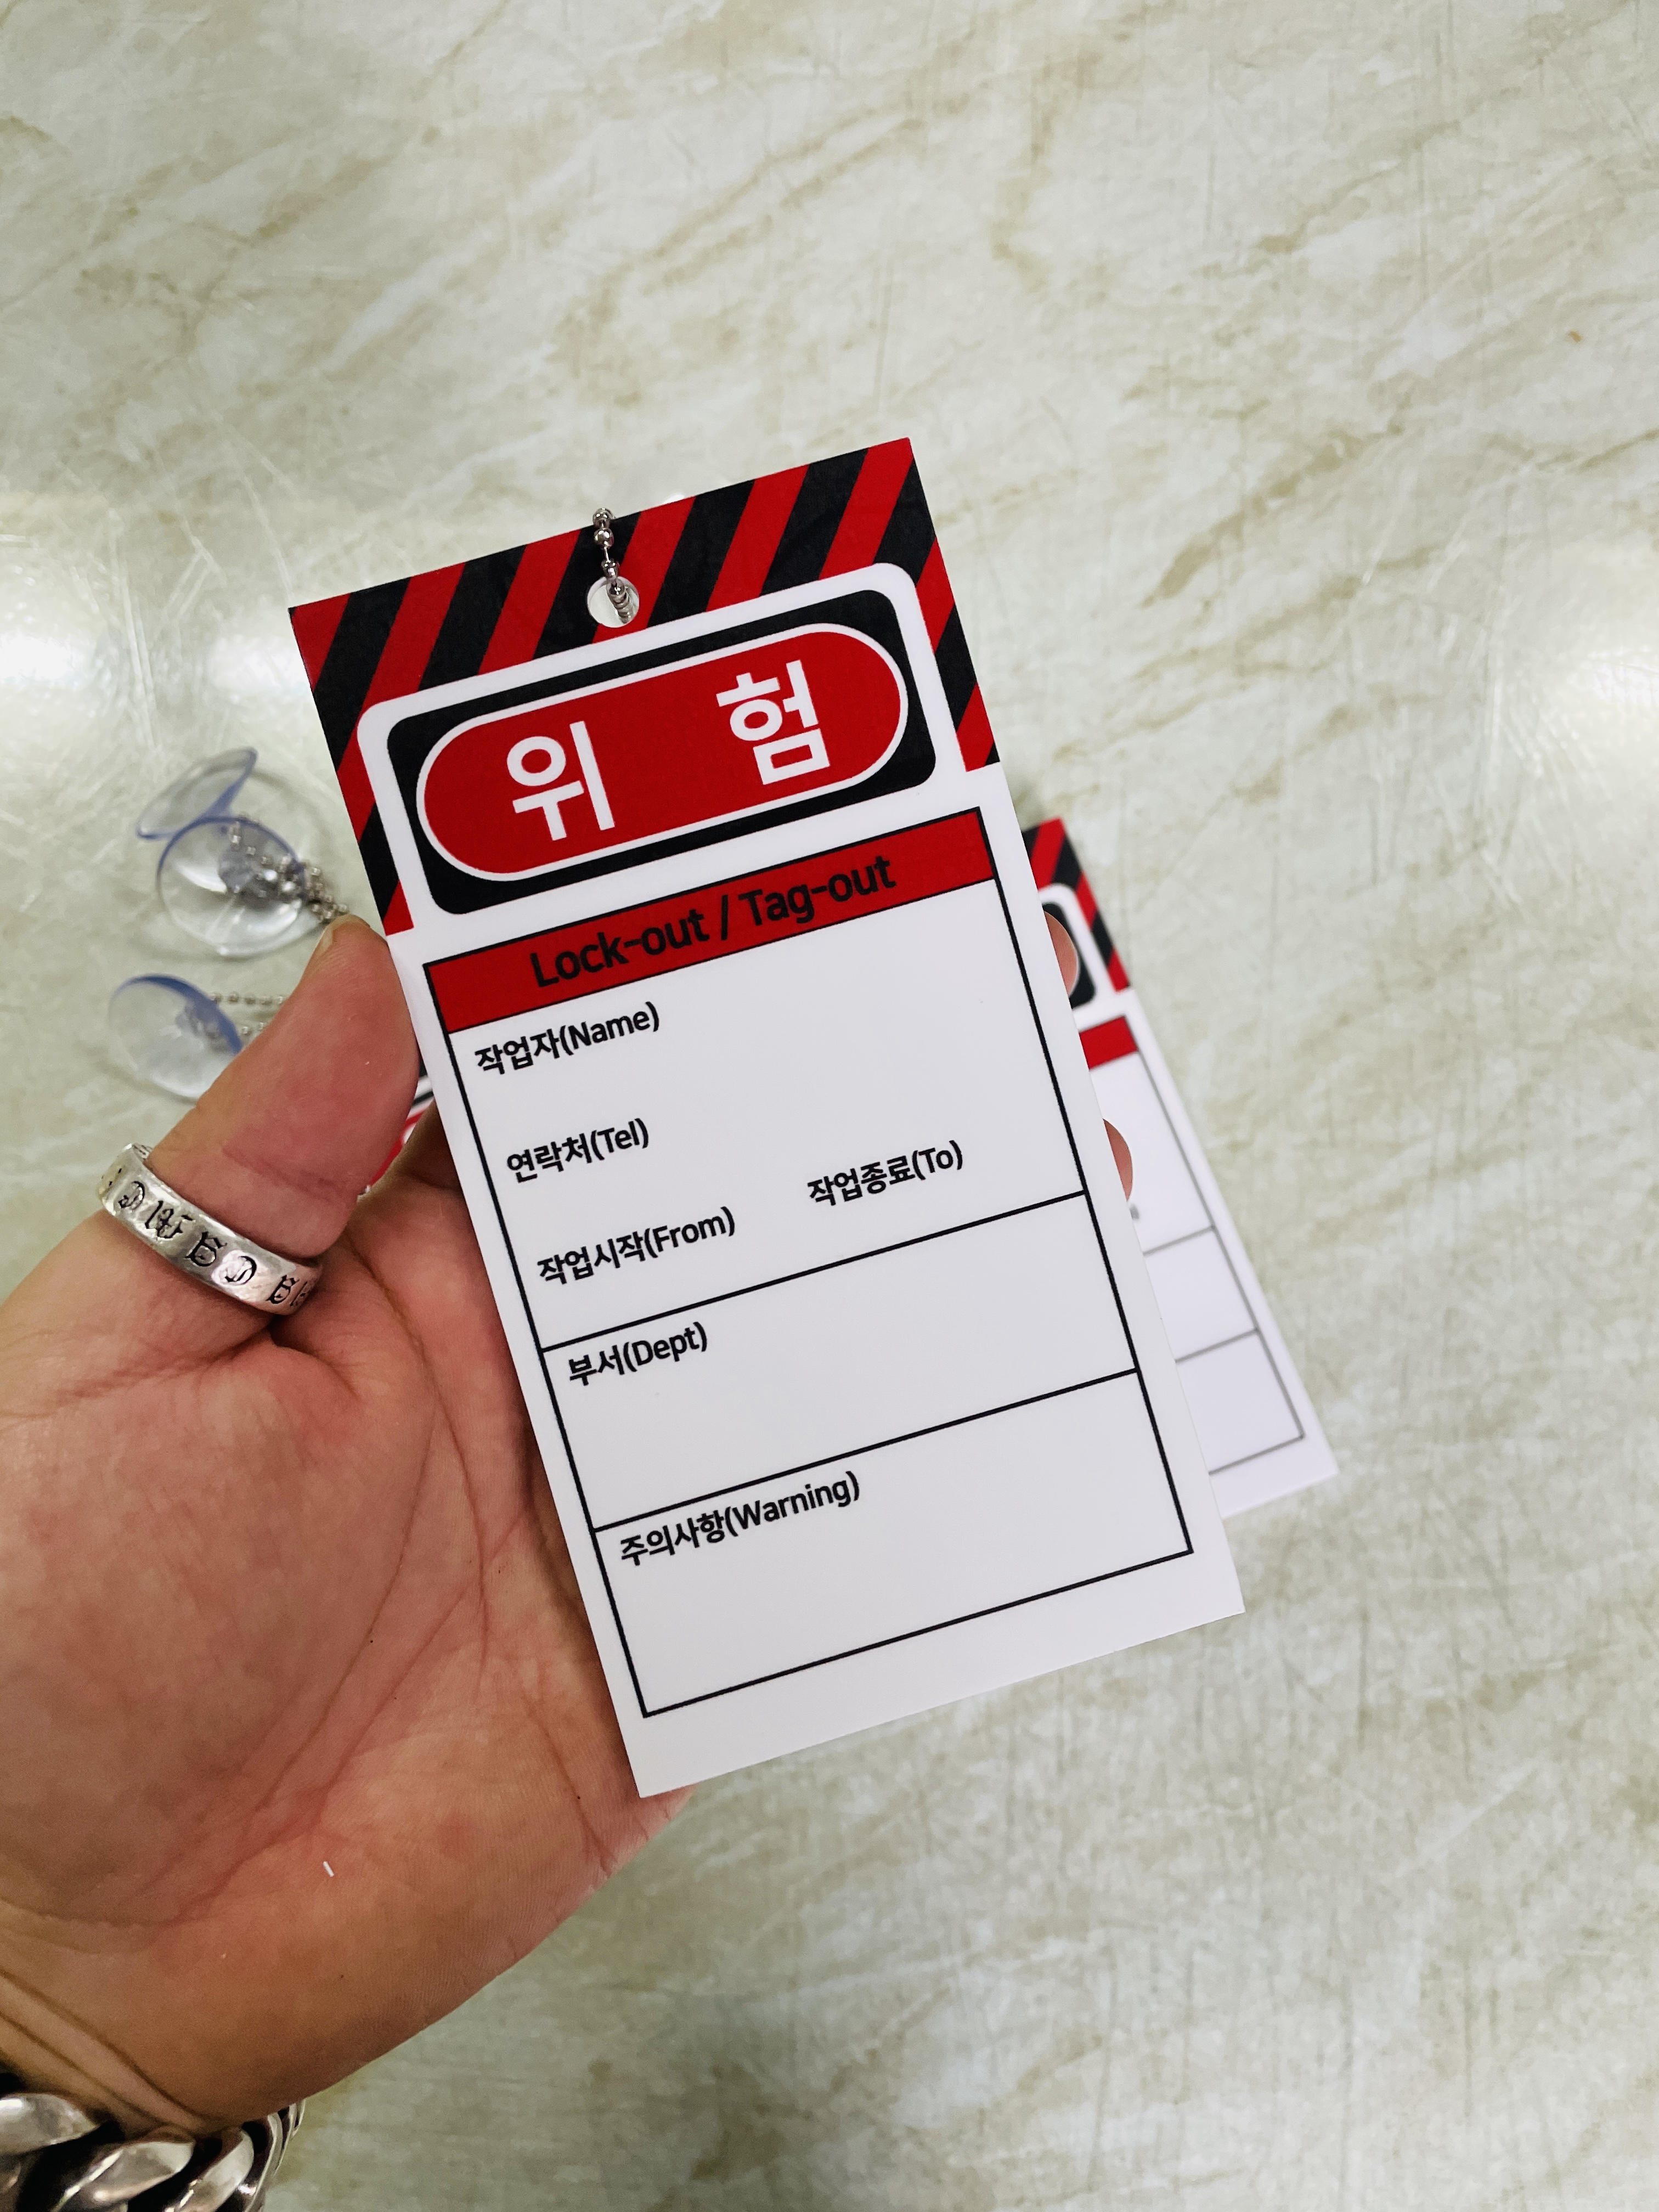 위 험
Lock-out / Tag-out
작업자(Name)
연락처(Tel)
작업시작(From) 작업종료(To)
부서(Dept)
주의사항(Warning)